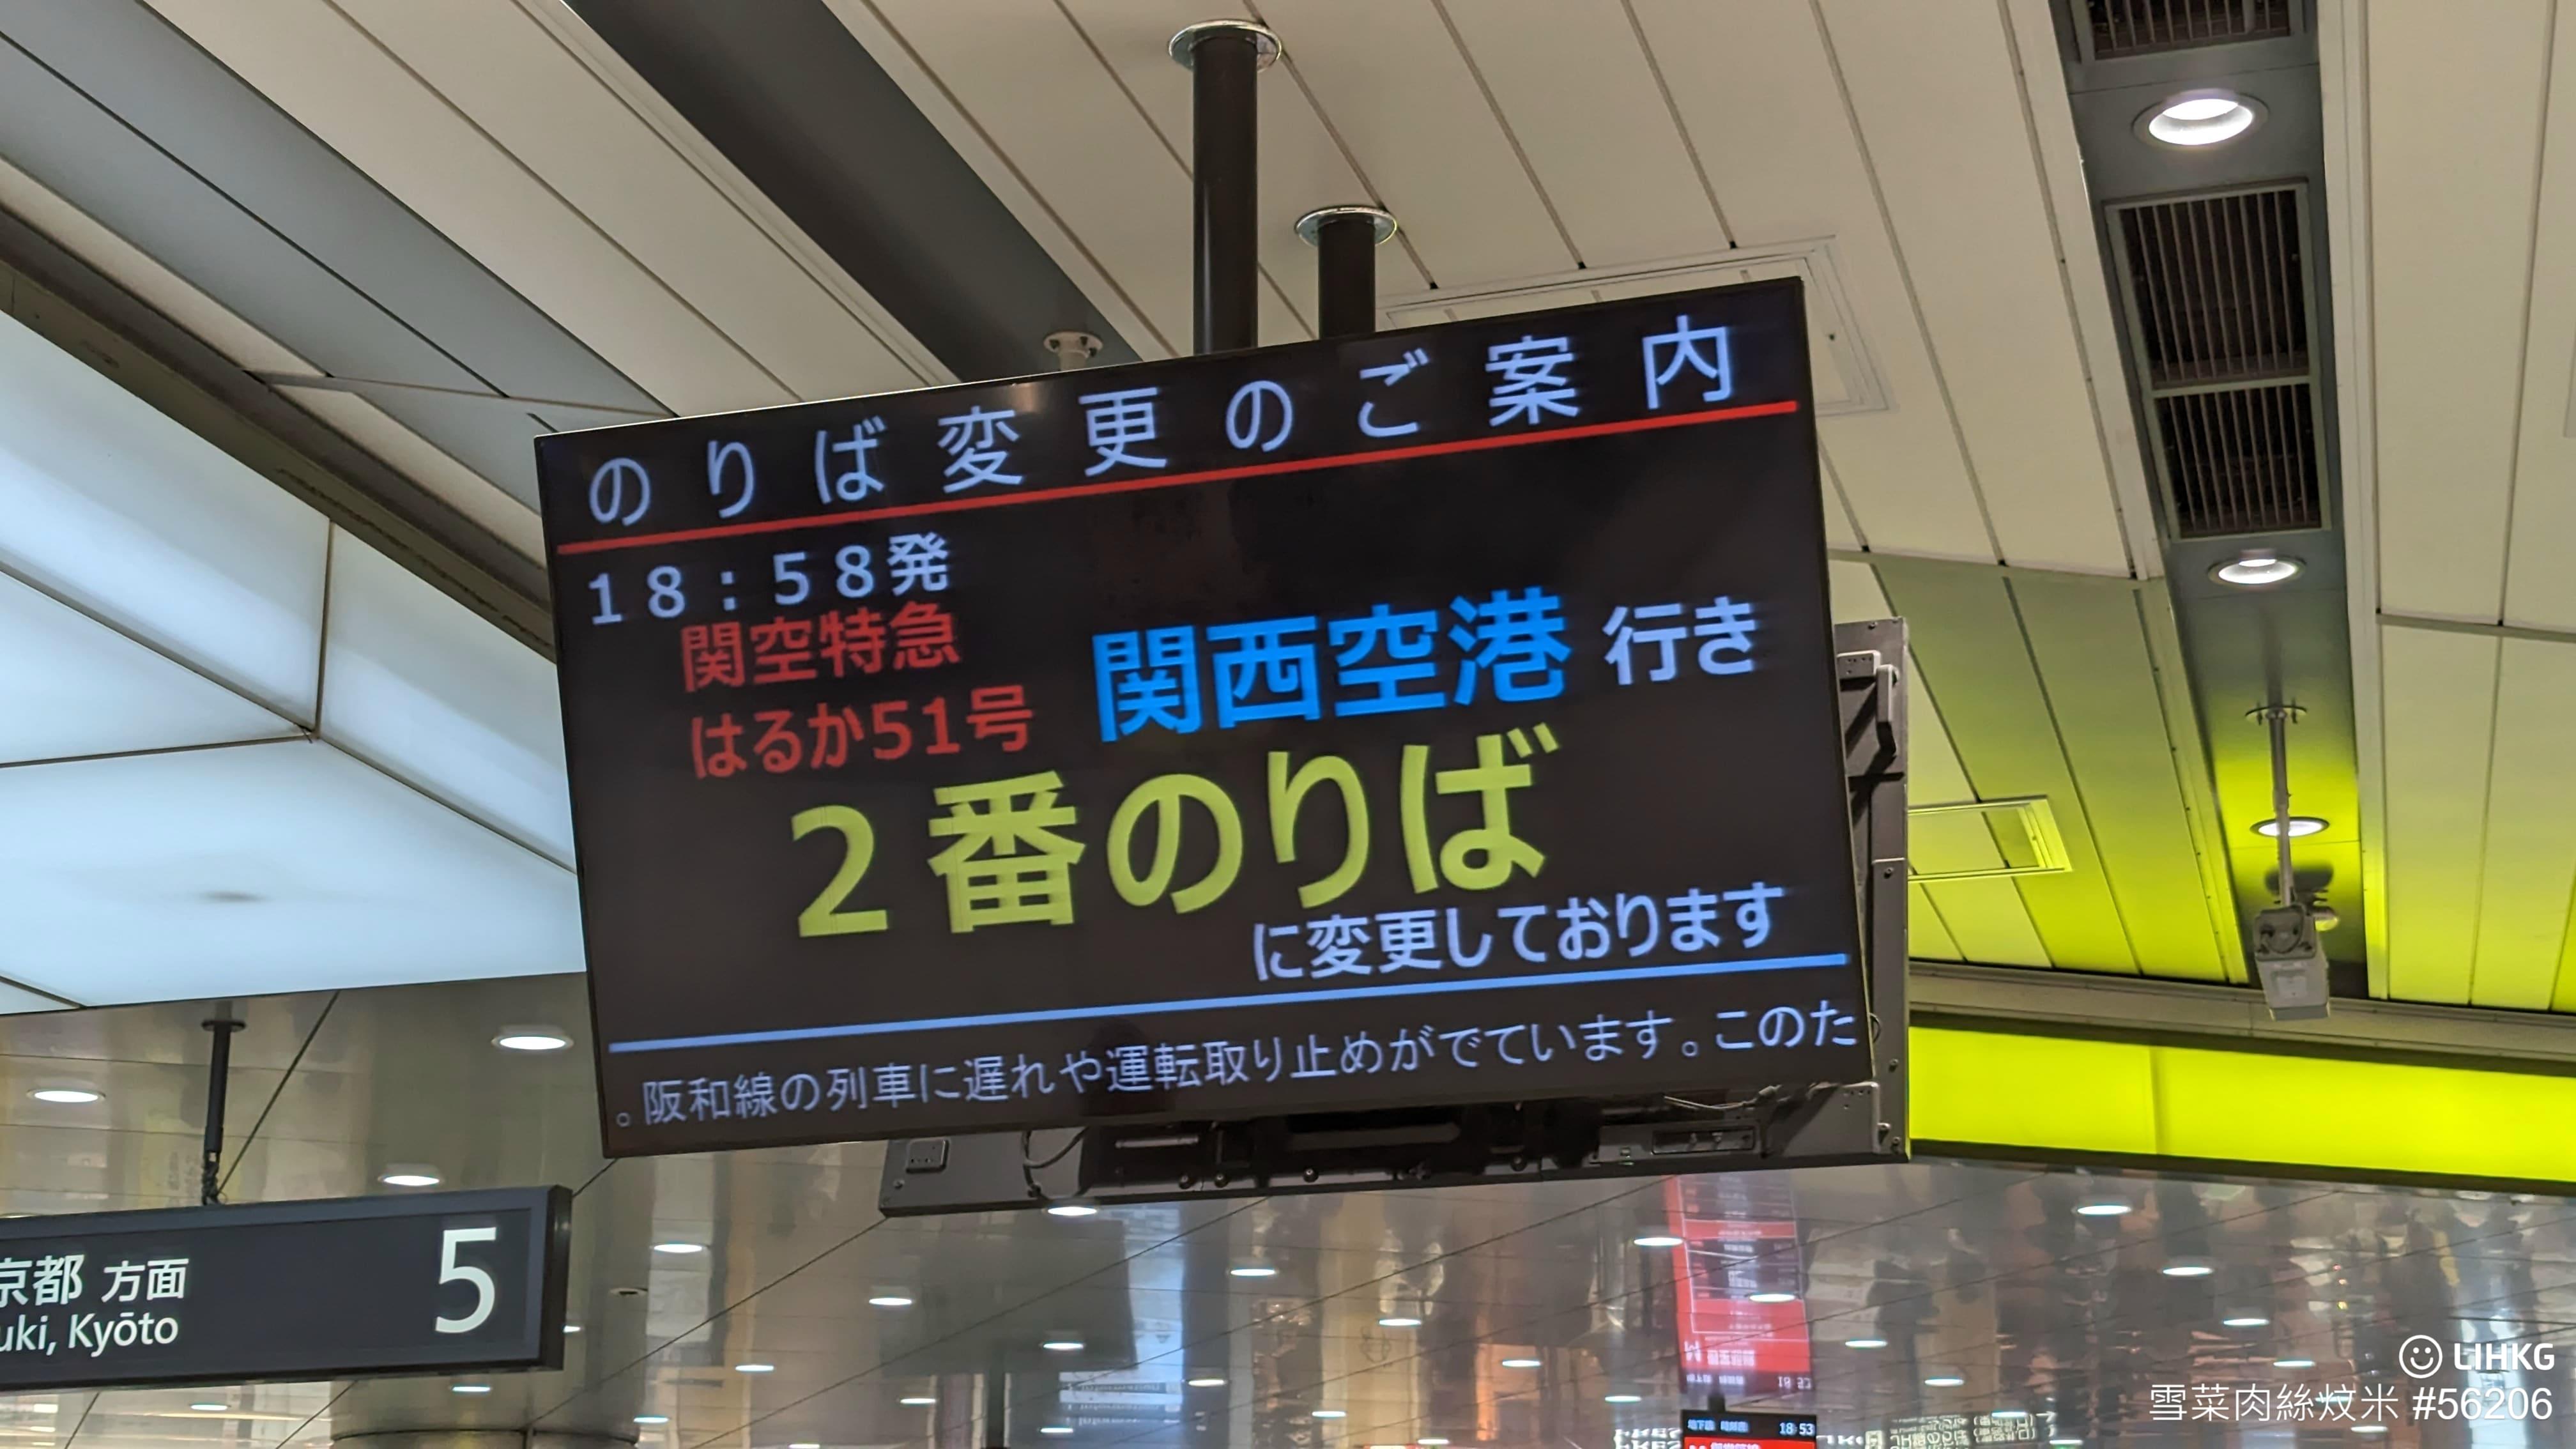 のりば変更のご案内
18：58発
関空特急
はるか51号
関西空港 行き
2番のりば
に変更しております
。阪和線の列車に遅れや運転取り止めがでています。このた
京都 方面
uki, Kyōto
5
18 53
LIHKG
雪菜肉絲炆米 #56206